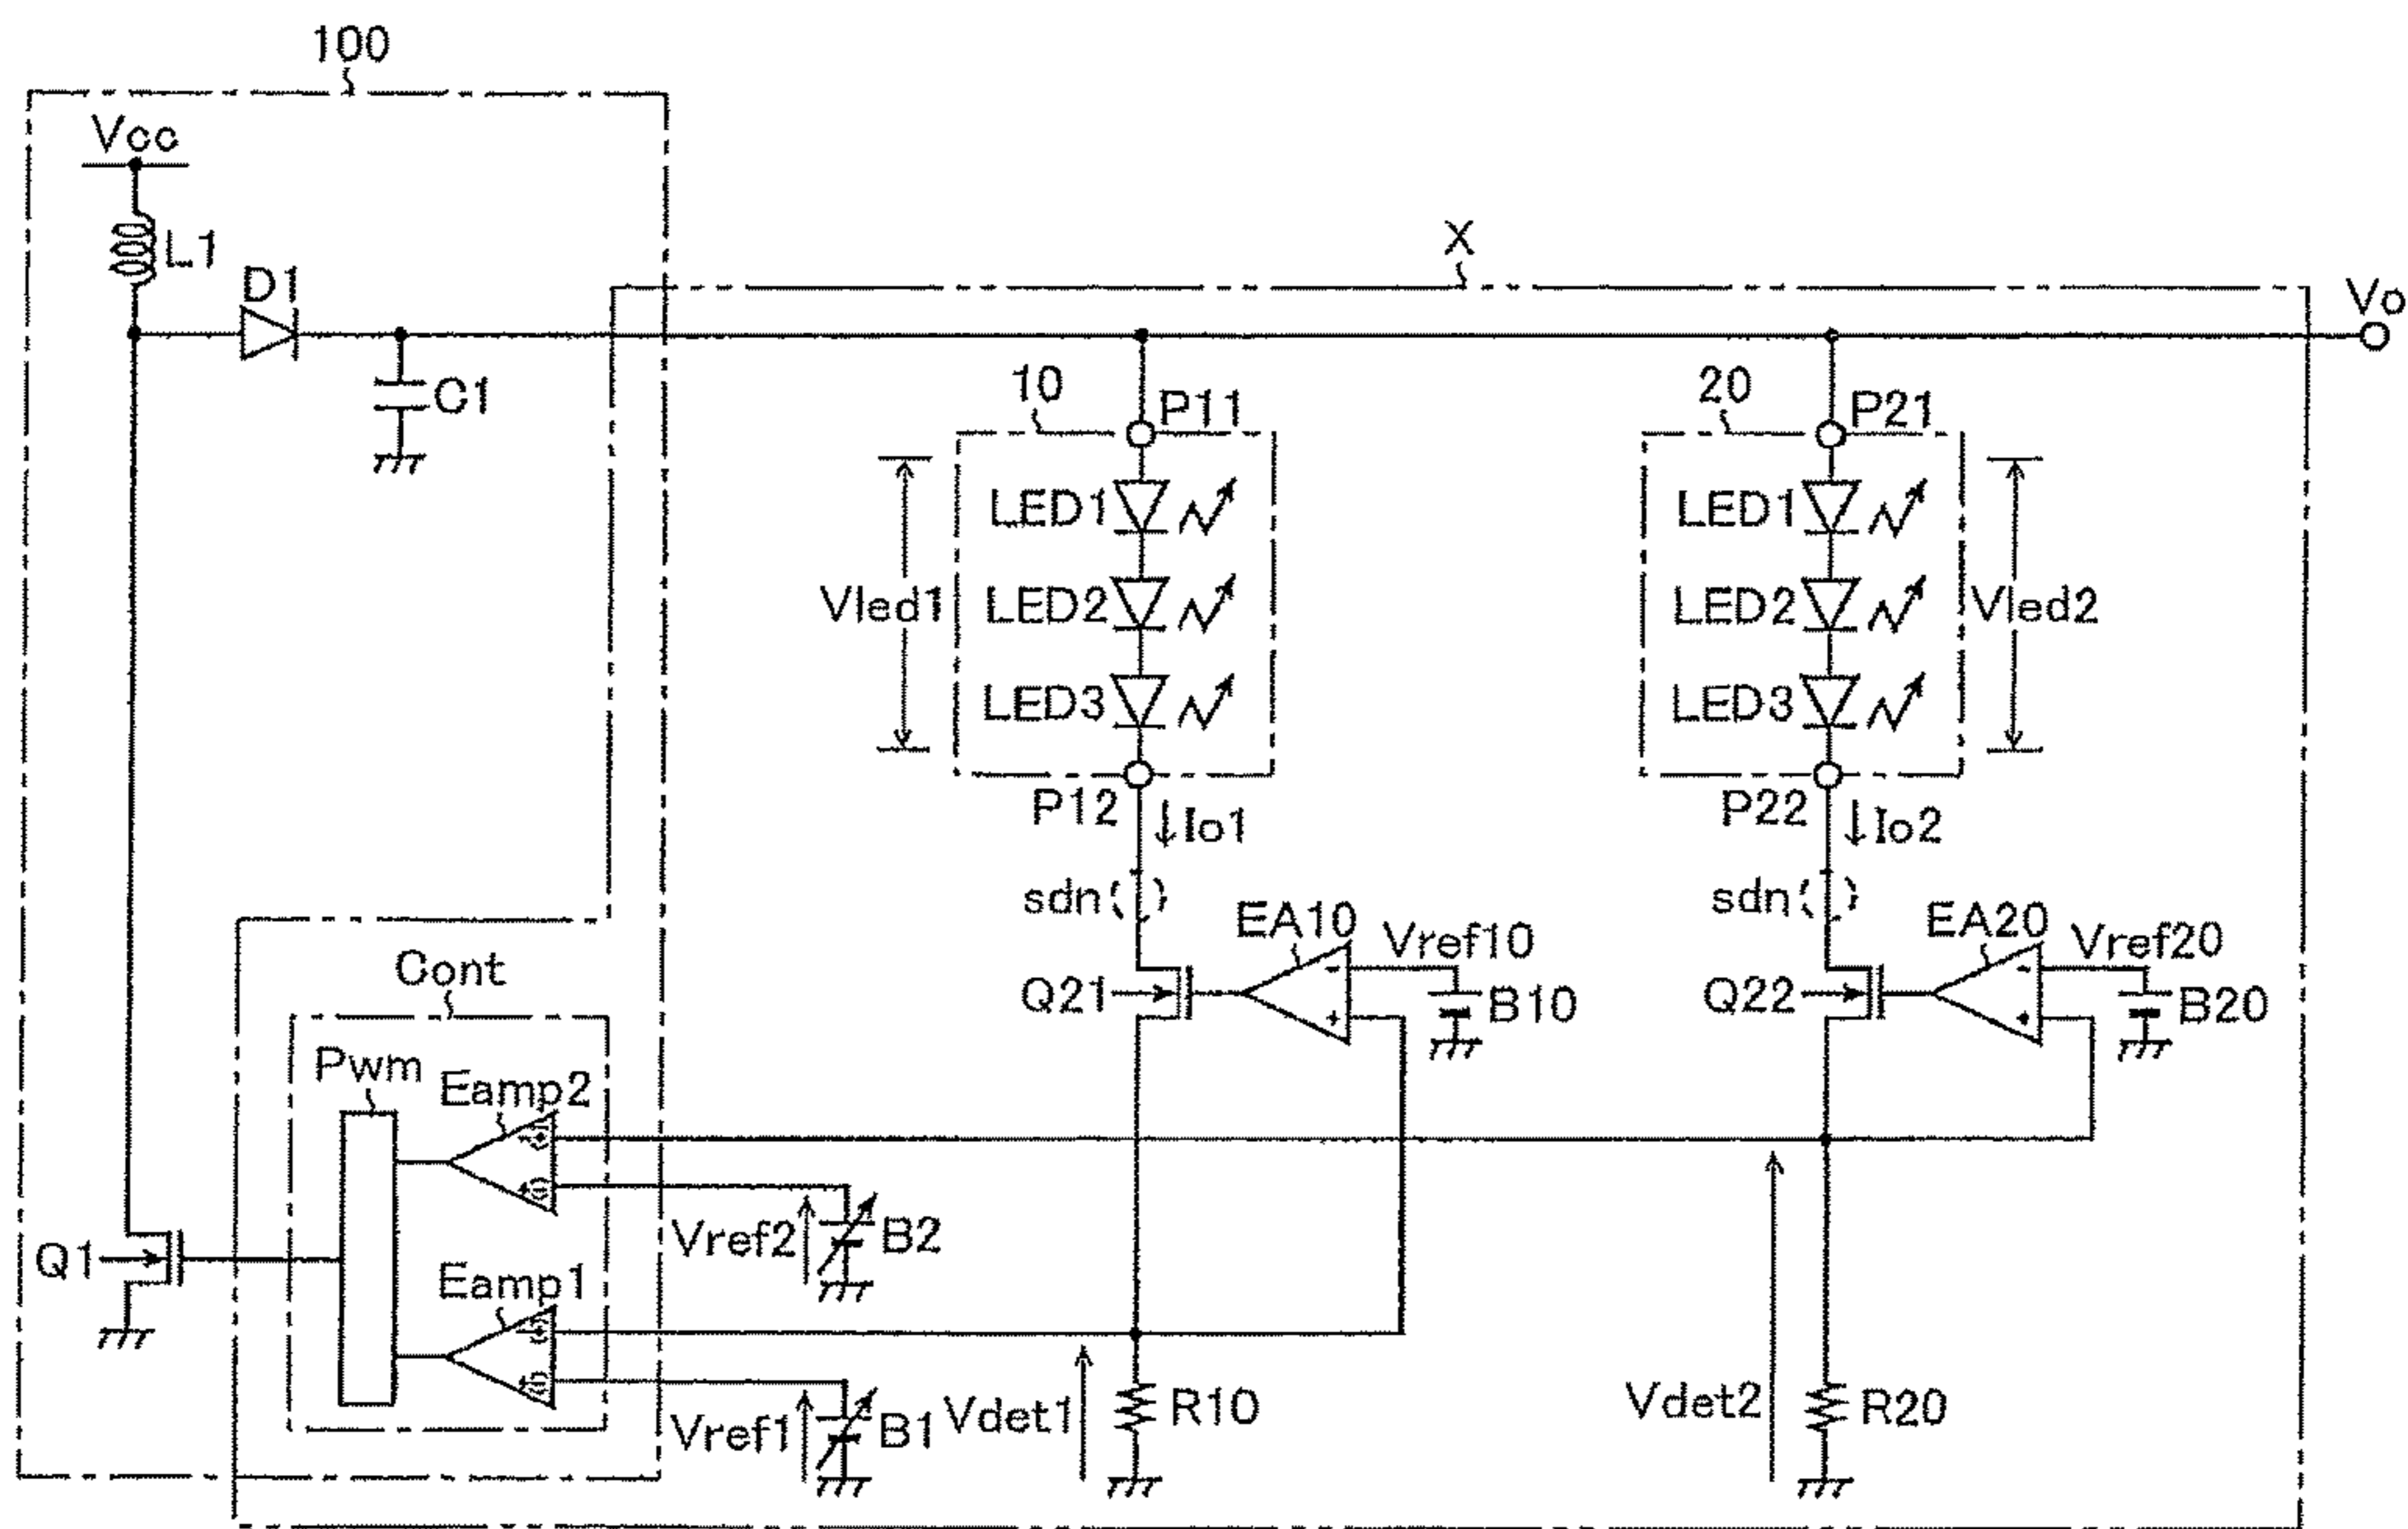 100
Vcc
L1
D1
C1
X
Vo
10
P11
LED1
LED2
LED3
Vled1
P12
Io1
20
P21
LED1
LED2
LED3
Vled2
P22
Io2
sdn
EA10
Vref10
Q21
- +
B10
sdn
EA20
Vref20
Q22
- +
B20
Cont
Pwm
Eamp2
Vref2
B2
Q1
Eamp1
Vref1
B1
Vdet1
R10
Vdet2
R20